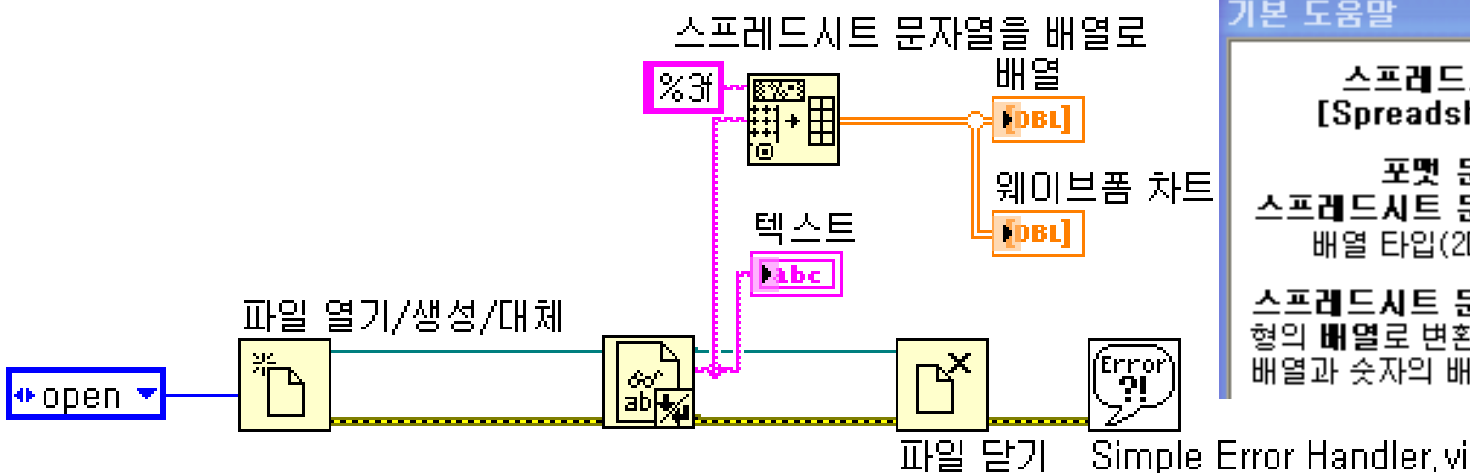 스프레드시트 문자열을 배열로
%3f
배열
[DBL]
웨이브폼 차트
[DBL]
텍스트
abc
파일 열기/생성/대체
open
ab
Error
?!
파일 닫기
Simple Error Handler.vi
기본 도움말
스프레드
[Spreadsh
포맷
스프레드시트
배열 타입(2
스프레드시트
형의 배열로 변환
배열과 숫자의 배